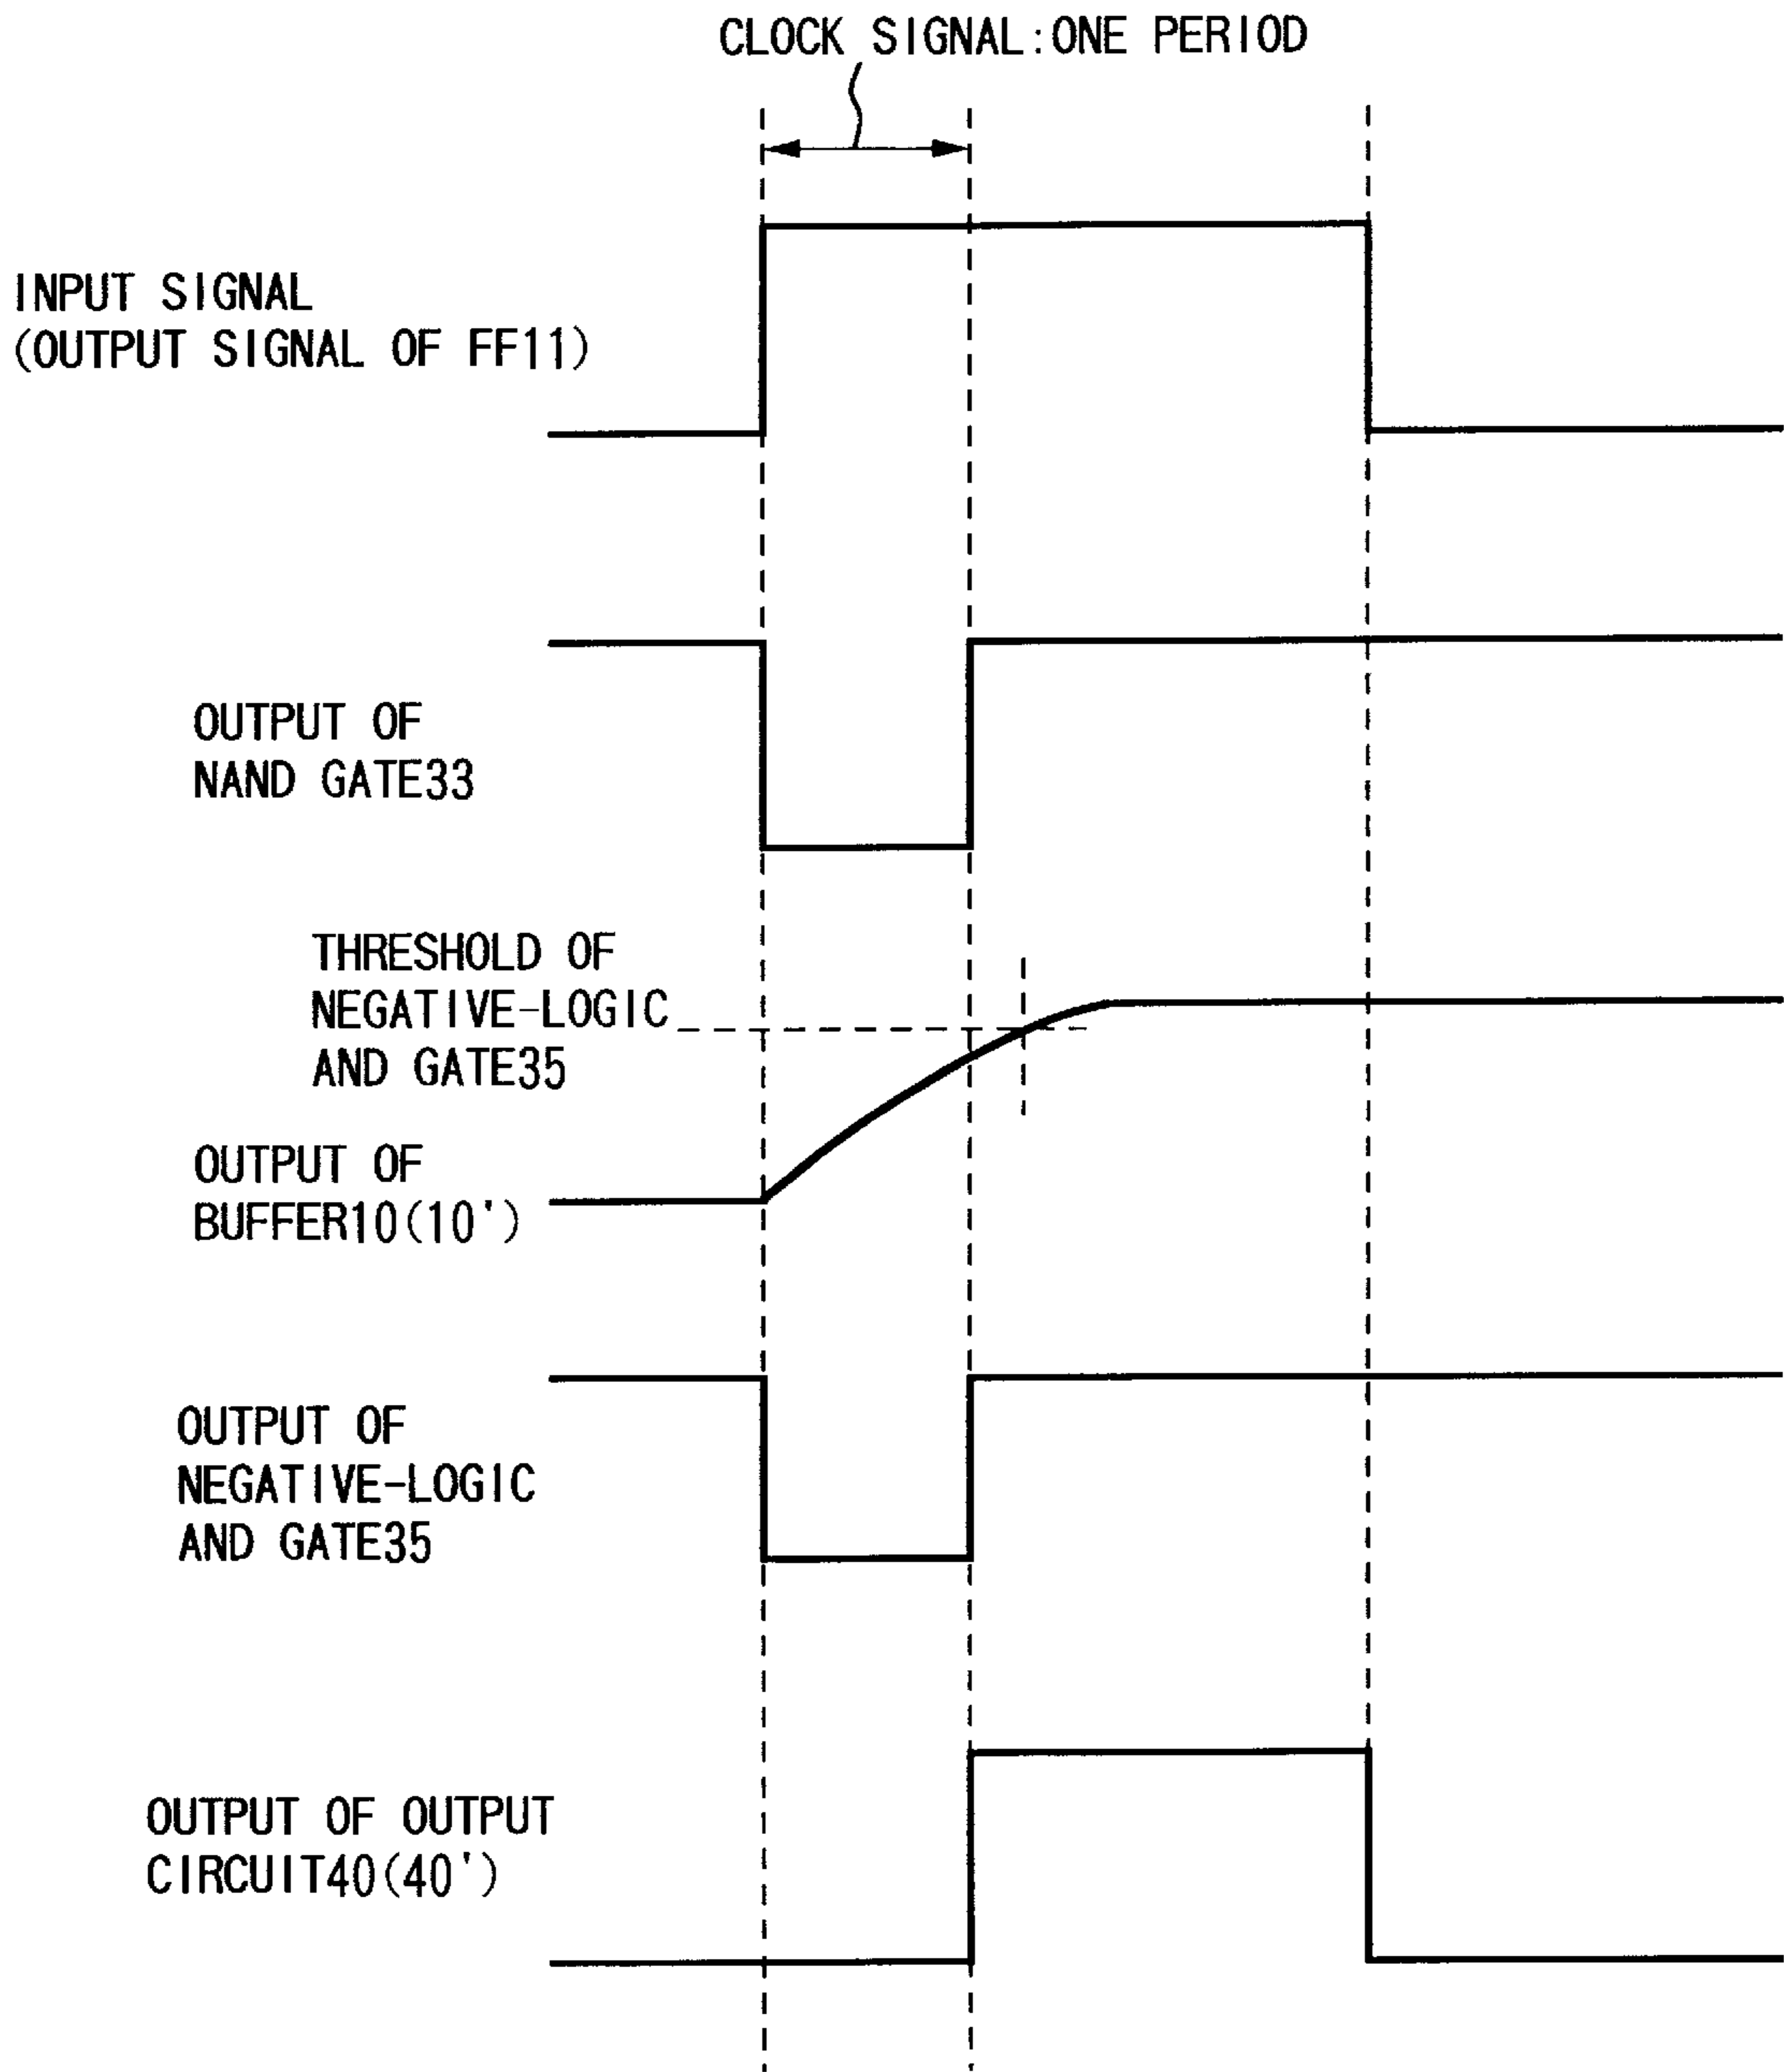 CLOCK SIGNAL:ONE PERIOD
INPUT SIGNAL
(OUTPUT SIGNAL OF FF11)
OUTPUT OF
NAND GATE33
THRESHOLD OF
NEGATIVE-LOGIC
AND GATE35
OUTPUT OF
BUFFER10(10')
OUTPUT OF
NEGATIVE-LOGIC
AND GATE35
OUTPUT OF OUTPUT
CIRCUIT40(40')